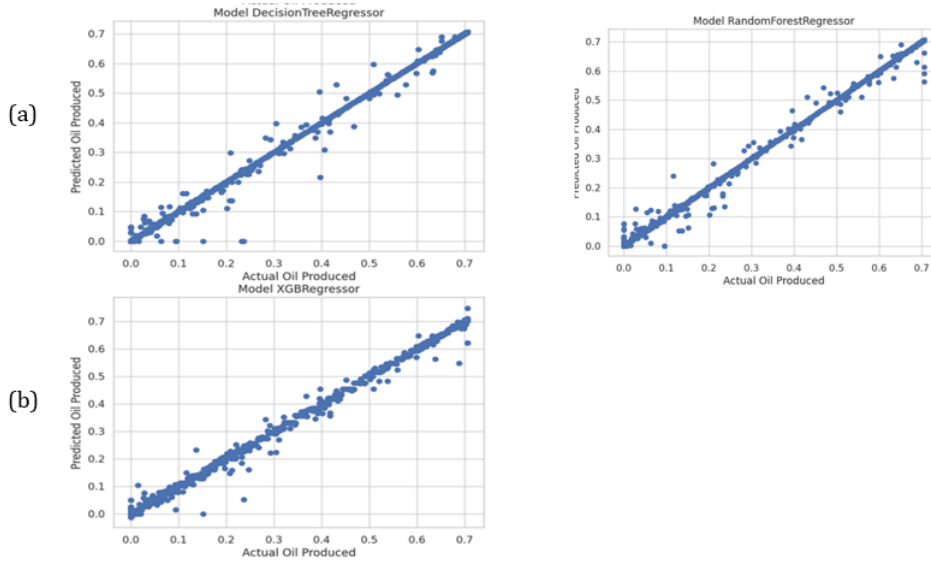 Model DecisionTreeRegressor
(a)
Predicted Oil Produced
0.7
0.6
0.5
0.4
0.3
0.2
0.1
0.0
0.0 0.1 0.2 0.3 0.4 0.5 0.6 0.7
Actual Oil Produced
Model RandomForestRegressor
Predicted Oil Produced
0.7
0.6
0.5
0.4
0.3
0.2
0.1
0.0
0.0 0.1 0.2 0.3 0.4 0.5 0.6 0.7
Actual Oil Produced
Model XGBRegressor
(b)
Predicted Oil Produced
0.7
0.6
0.5
0.4
0.3
0.2
0.1
0.0
0.0 0.1 0.2 0.3 0.4 0.5 0.6 0.7
Actual Oil Produced